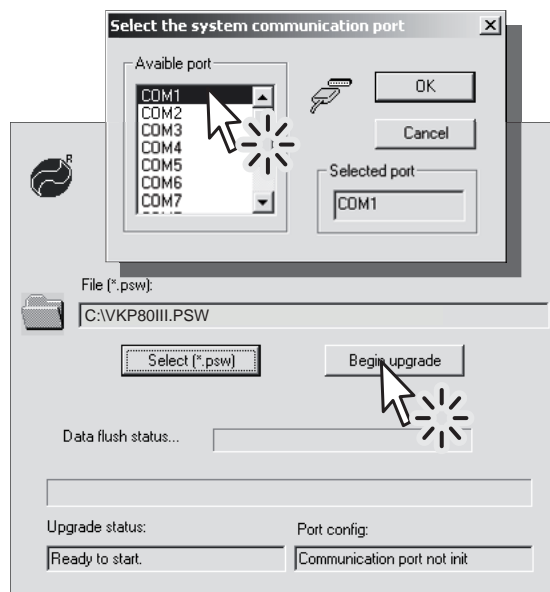 Select the system communication port
Avaible port
COM1
COM2
COM3
COM4
COM5
COM6
COM7
OK
Cancel
Selected port
COM1
R
File (*.psw):
C:\VKP80III.PSW
Select (*.psw)
Begin upgrade
Data flush status...
Upgrade status:
Port config:
Ready to start.
Communication port not init